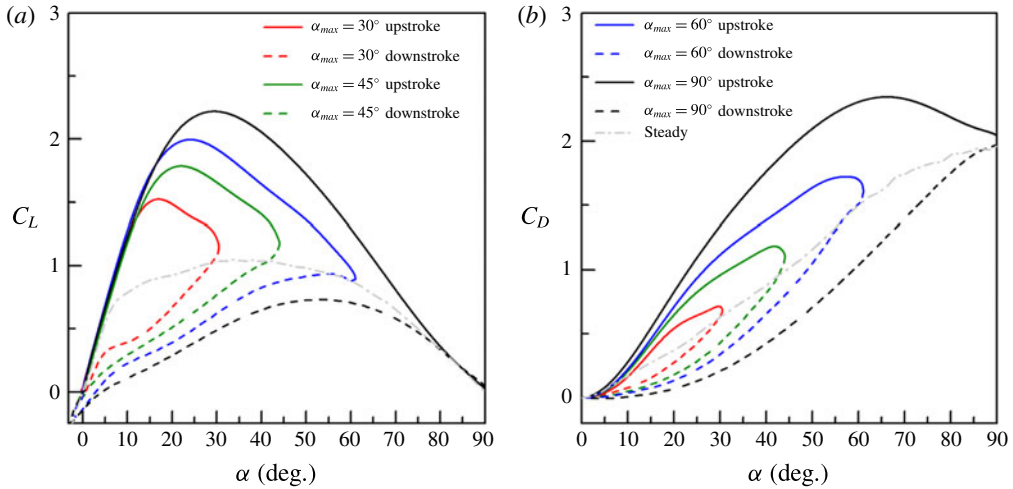 (a)
3
2
1
0
C_L
0 10 20 30 40 50 60 70 80 90
α (deg.)
α_max = 30° upstroke
α_max = 30° downstroke
α_max = 45° upstroke
α_max = 45° downstroke
(b)
3
2
1
0
C_D
0 10 20 30 40 50 60 70 80 90
α (deg.)
α_max = 60° upstroke
α_max = 60° downstroke
α_max = 90° upstroke
α_max = 90° downstroke
Steady